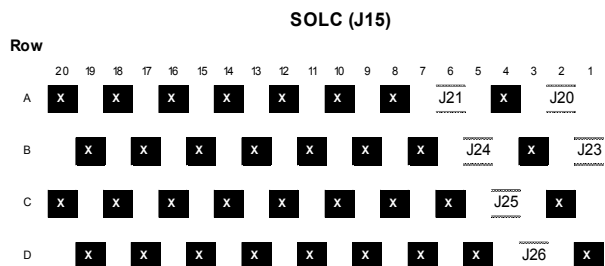 SOLC (J15)
Row
20 19 18 17 16 15 14 13 12 11 10 9 8 7 6 5 4 3 2 1
A X X X X X X X J21 X J20
B X X X X X X X J24 X J23
C X X X X X X X X J25 X
D X X X X X X X X J26 X